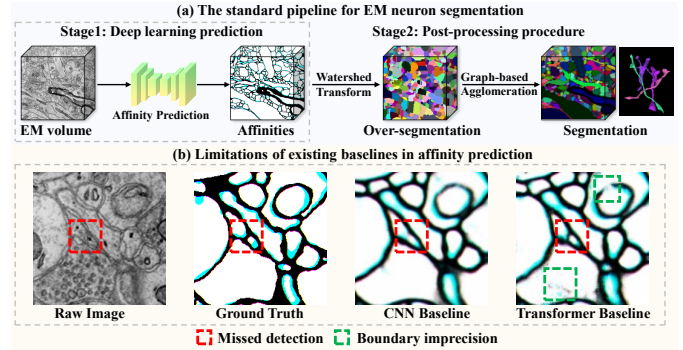 (a) The standard pipeline for EM neuron segmentation
Stage1: Deep learning prediction
Stage2: Post-processing procedure
Affinity Prediction
Watershed
Transform
Graph-based
Agglomeration
EM volume
Affinities
Over-segmentation
Segmentation
(b) Limitations of existing baselines in affinity prediction
Raw Image
Ground Truth
CNN Baseline
Transformer Baseline
Missed detection
Boundary imprecision